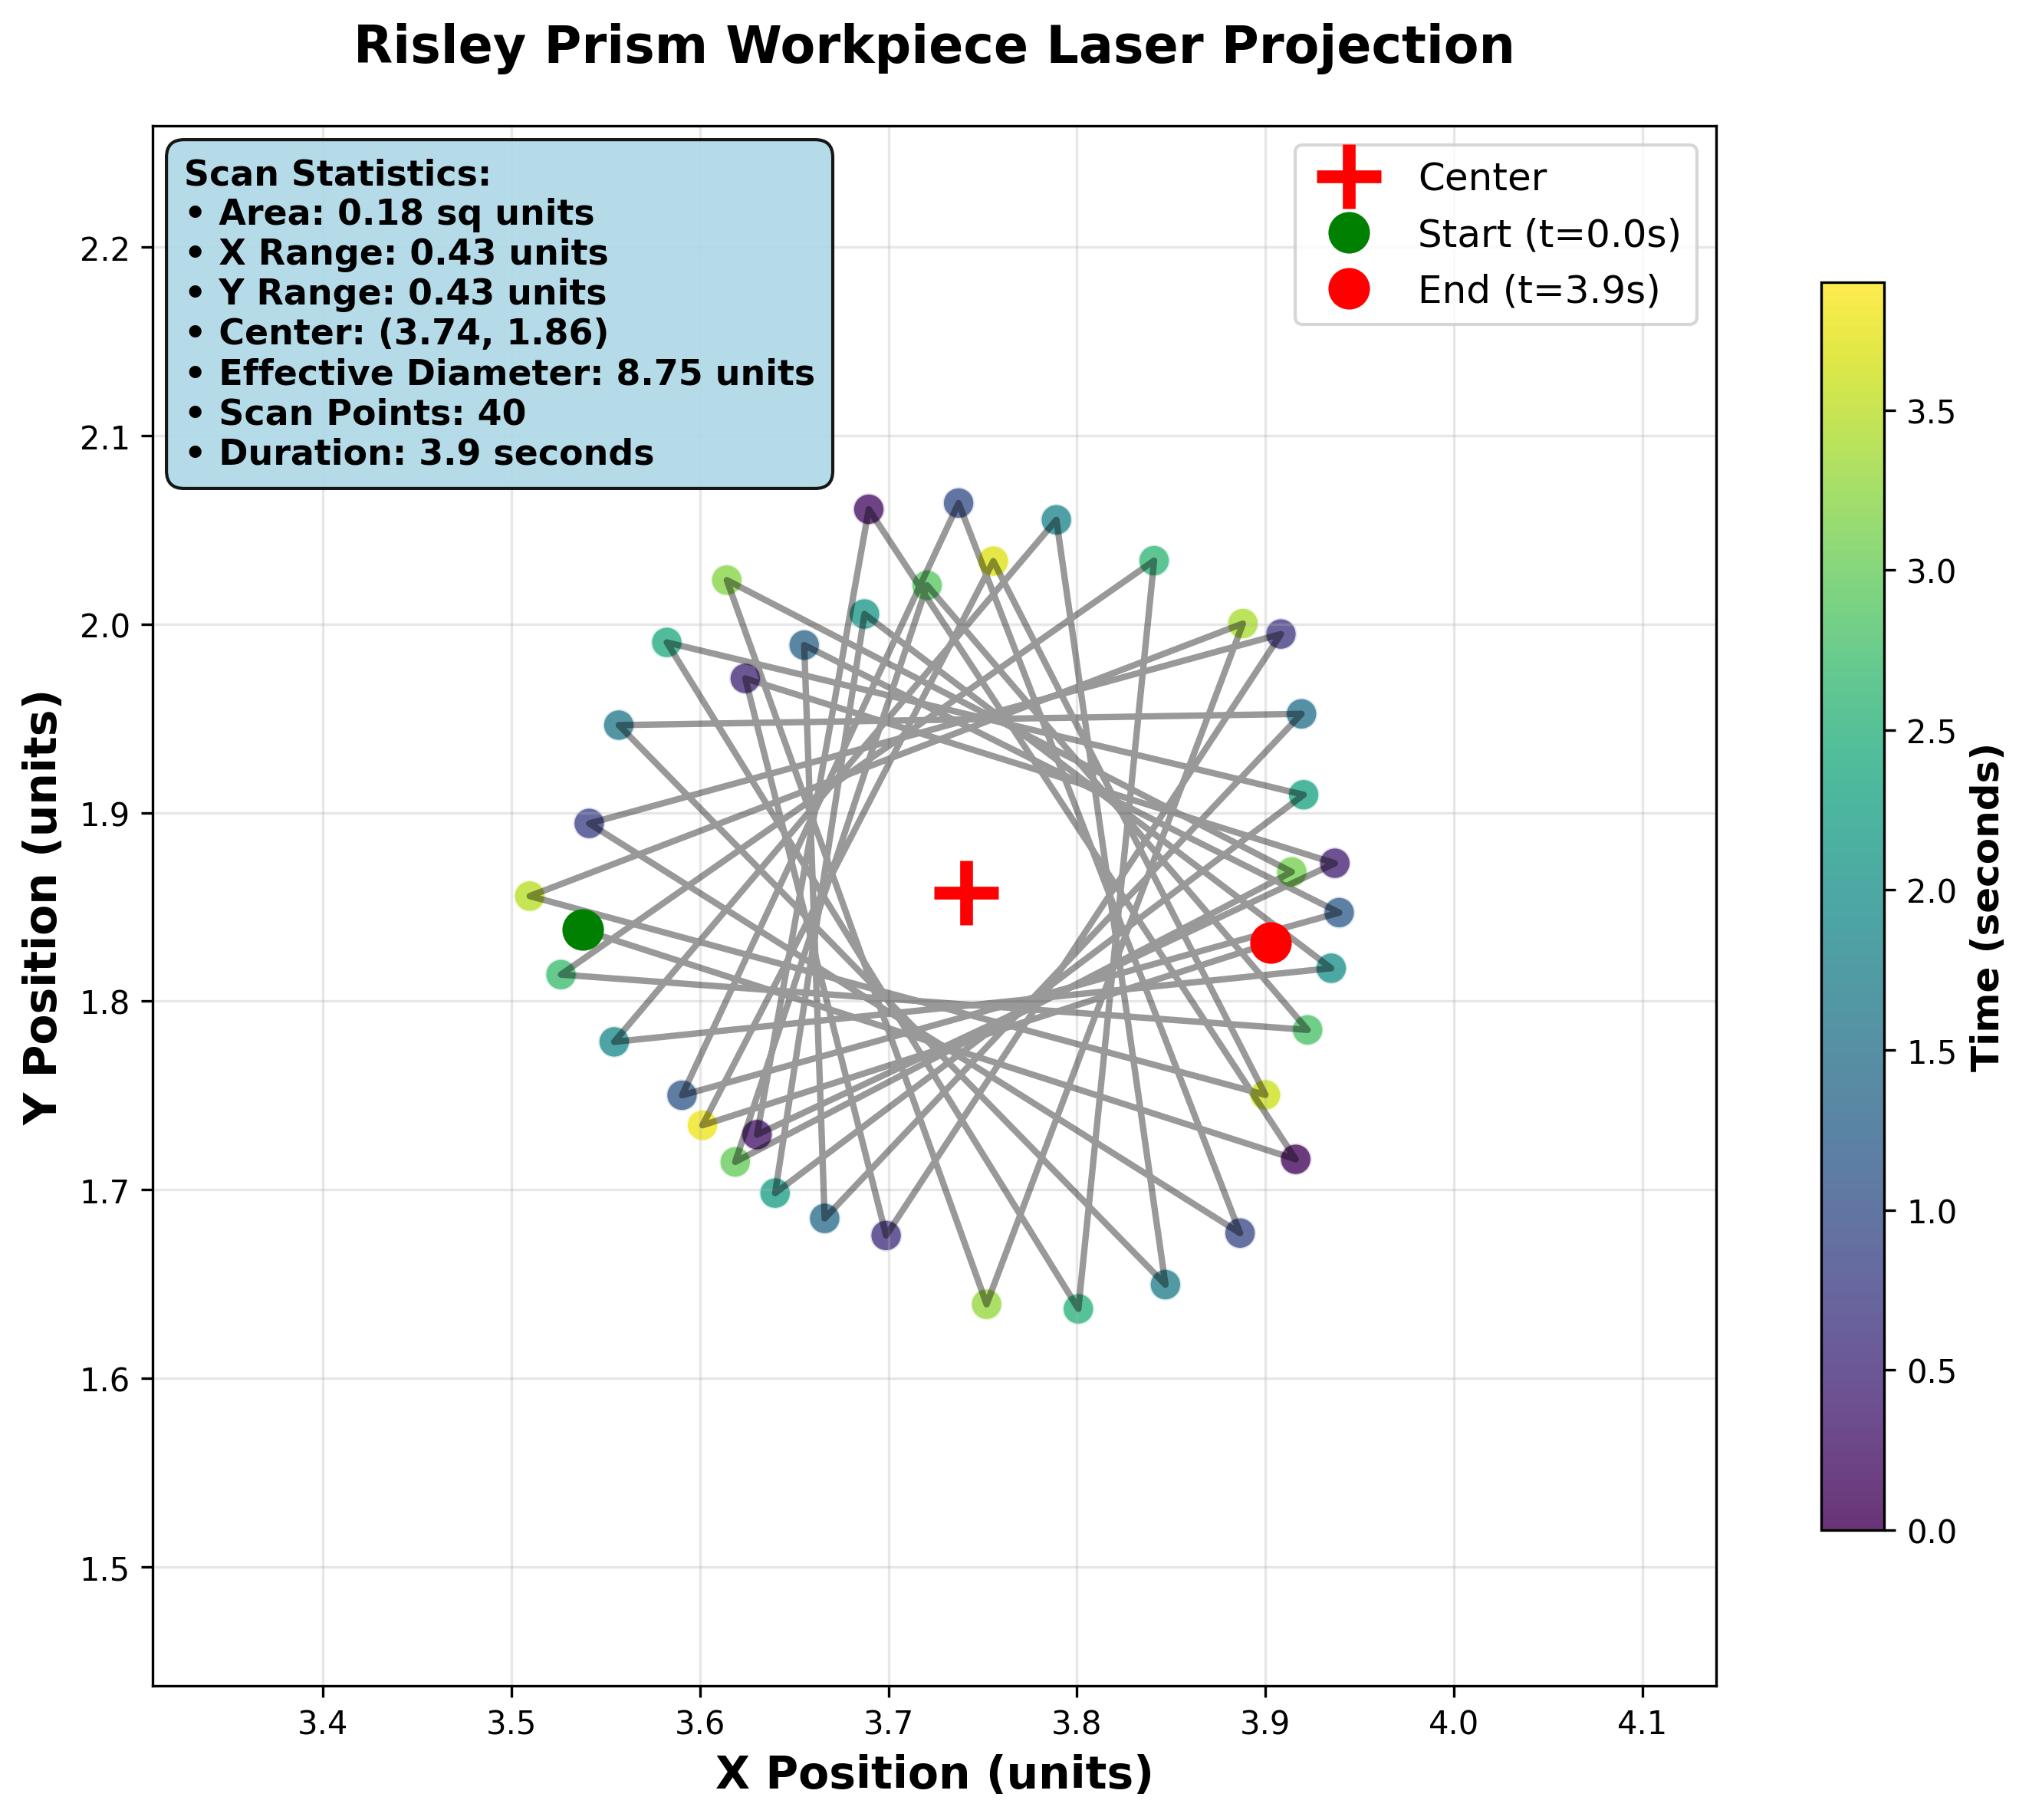 Risley Prism Workpiece Laser Projection
Scan Statistics:
• Area: 0.18 sq units
• X Range: 0.43 units
• Y Range: 0.43 units
• Center: (3.74, 1.86)
• Effective Diameter: 8.75 units
• Scan Points: 40
• Duration: 3.9 seconds
Center
Start (t=0.0s)
End (t=3.9s)
Y Position (units)
2.2
2.1
2.0
1.9
1.8
1.7
1.6
1.5
3.4
3.5
3.6
3.7
3.8
3.9
4.0
4.1
X Position (units)
3.5
3.0
2.5
2.0
1.5
1.0
0.5
0.0
Time (seconds)